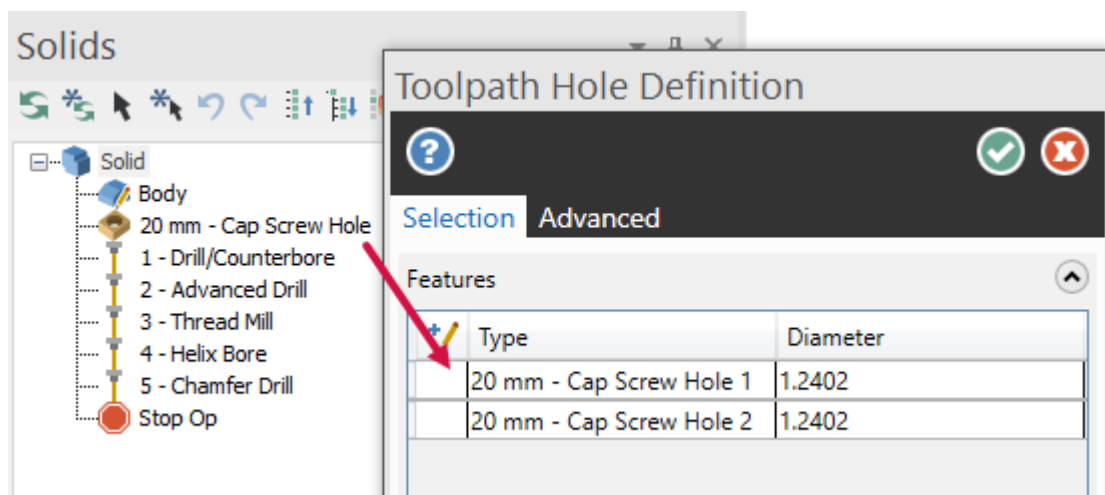 Solids
Solid
Body
20 mm - Cap Screw Hole
1 - Drill/Counterbore
2 - Advanced Drill
3 - Thread Mill
4 - Helix Bore
5 - Chamfer Drill
Stop Op
Toolpath Hole Definition
Selection Advanced
Features
Type Diameter
20 mm - Cap Screw Hole 1 1.2402
20 mm - Cap Screw Hole 2 1.2402